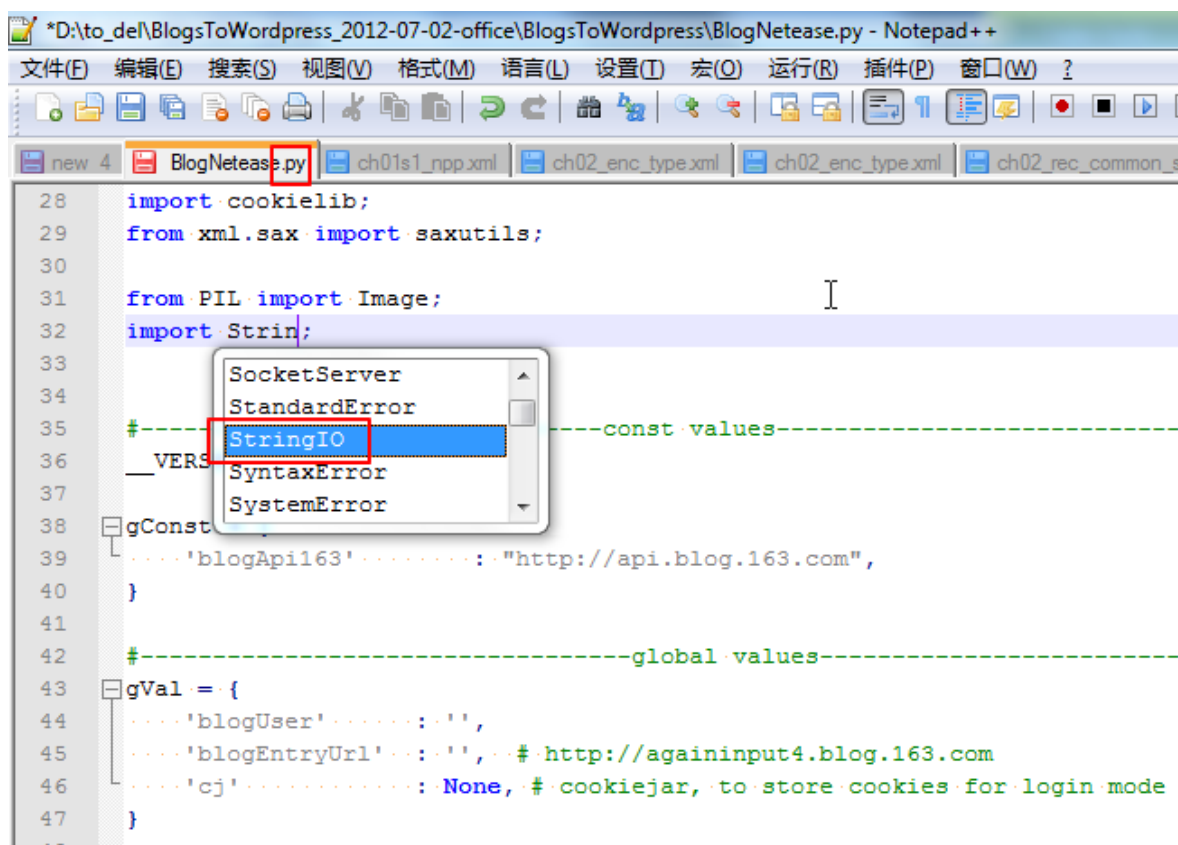 *D:\to_del\BlogsToWordpress_2012-07-02-office\BlogsToWordpress\BlogNetease.py - Notepad++
文件(F) 编辑(E) 搜索(S) 视图(V) 格式(M) 语言(L) 设置(T) 宏(O) 运行(R) 插件(P) 窗口(W) ?
new 4 BlogNetease.py ch01s1_npp.xml ch02_enc_type.xml ch02_enc_type.xml ch02_rec_common_s
28 import cookielib;
29 from xml.sax import saxutils;
30
31 from PIL import Image;
32 import Strin;
33 SocketServer
34 StandardError
35 #----- StringIO ----const values----------------------------
36 __VERS SyntaxError
37 SystemError
38 gConst
39 'blogApi163' : "http://api.blog.163.com",
40 }
41
42 #----------------------------------global values-------------------------
43 gVal = {
44 'blogUser' : '',
45 'blogEntryUrl' : '', # http://againinput4.blog.163.com
46 'cj' : None, # cookiejar, to store cookies for login mode
47 }